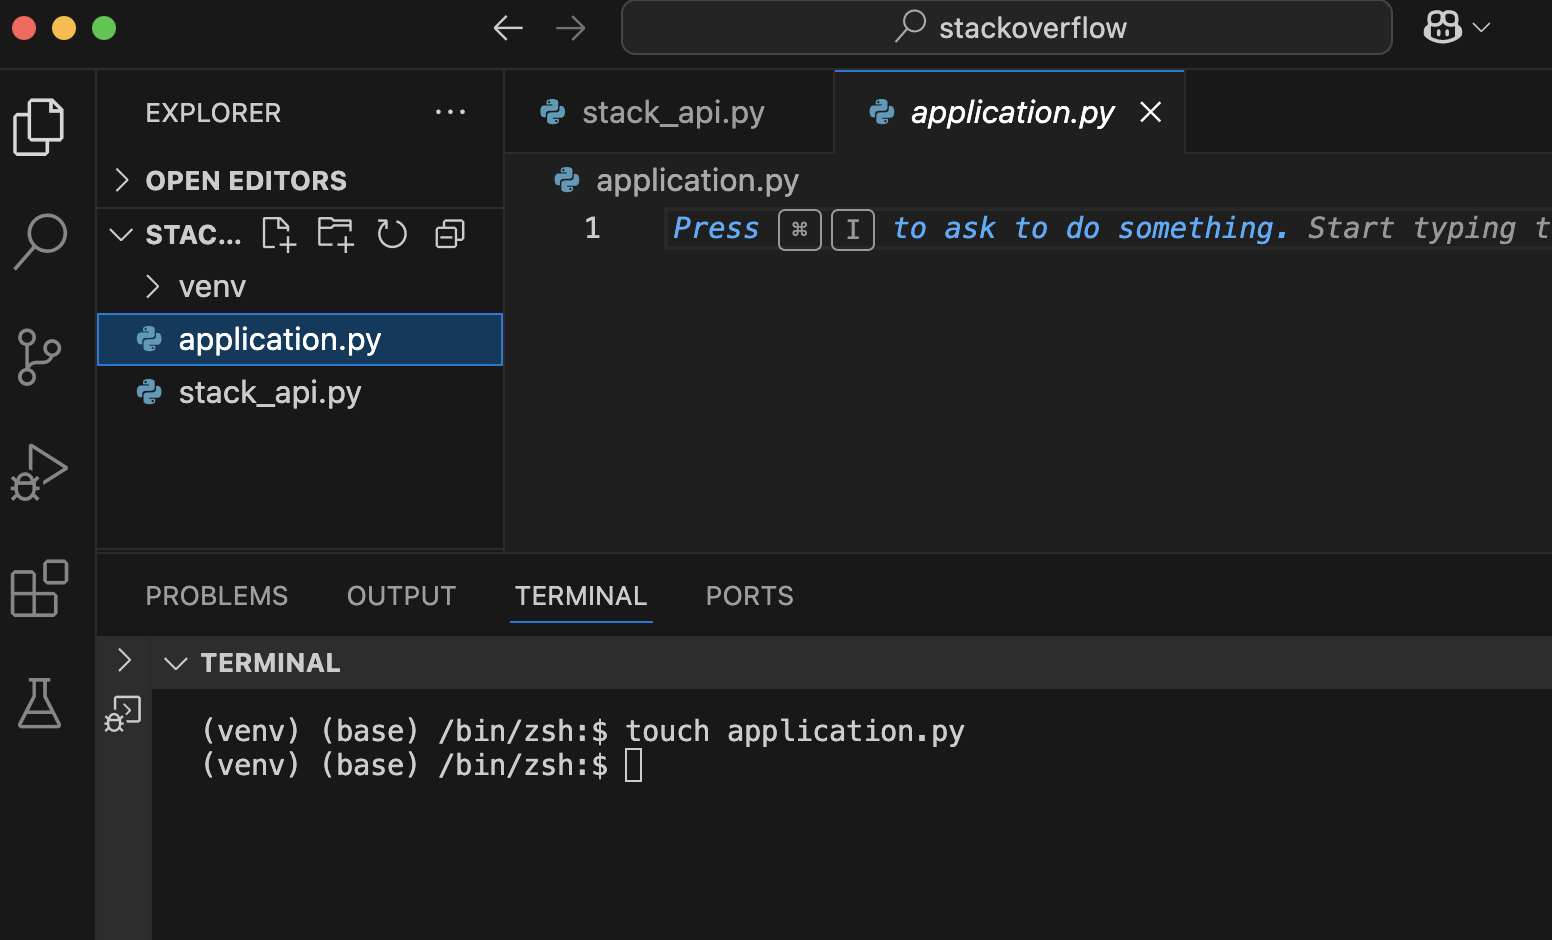 stackoverflow
EXPLORER
OPEN EDITORS
STAC...
venv
application.py
stack_api.py
stack_api.py
application.py
application.py
1
Press ⌘ I to ask to do something. Start typing t
PROBLEMS OUTPUT TERMINAL PORTS
TERMINAL
(venv) (base) /bin/zsh:$ touch application.py
(venv) (base) /bin/zsh:$